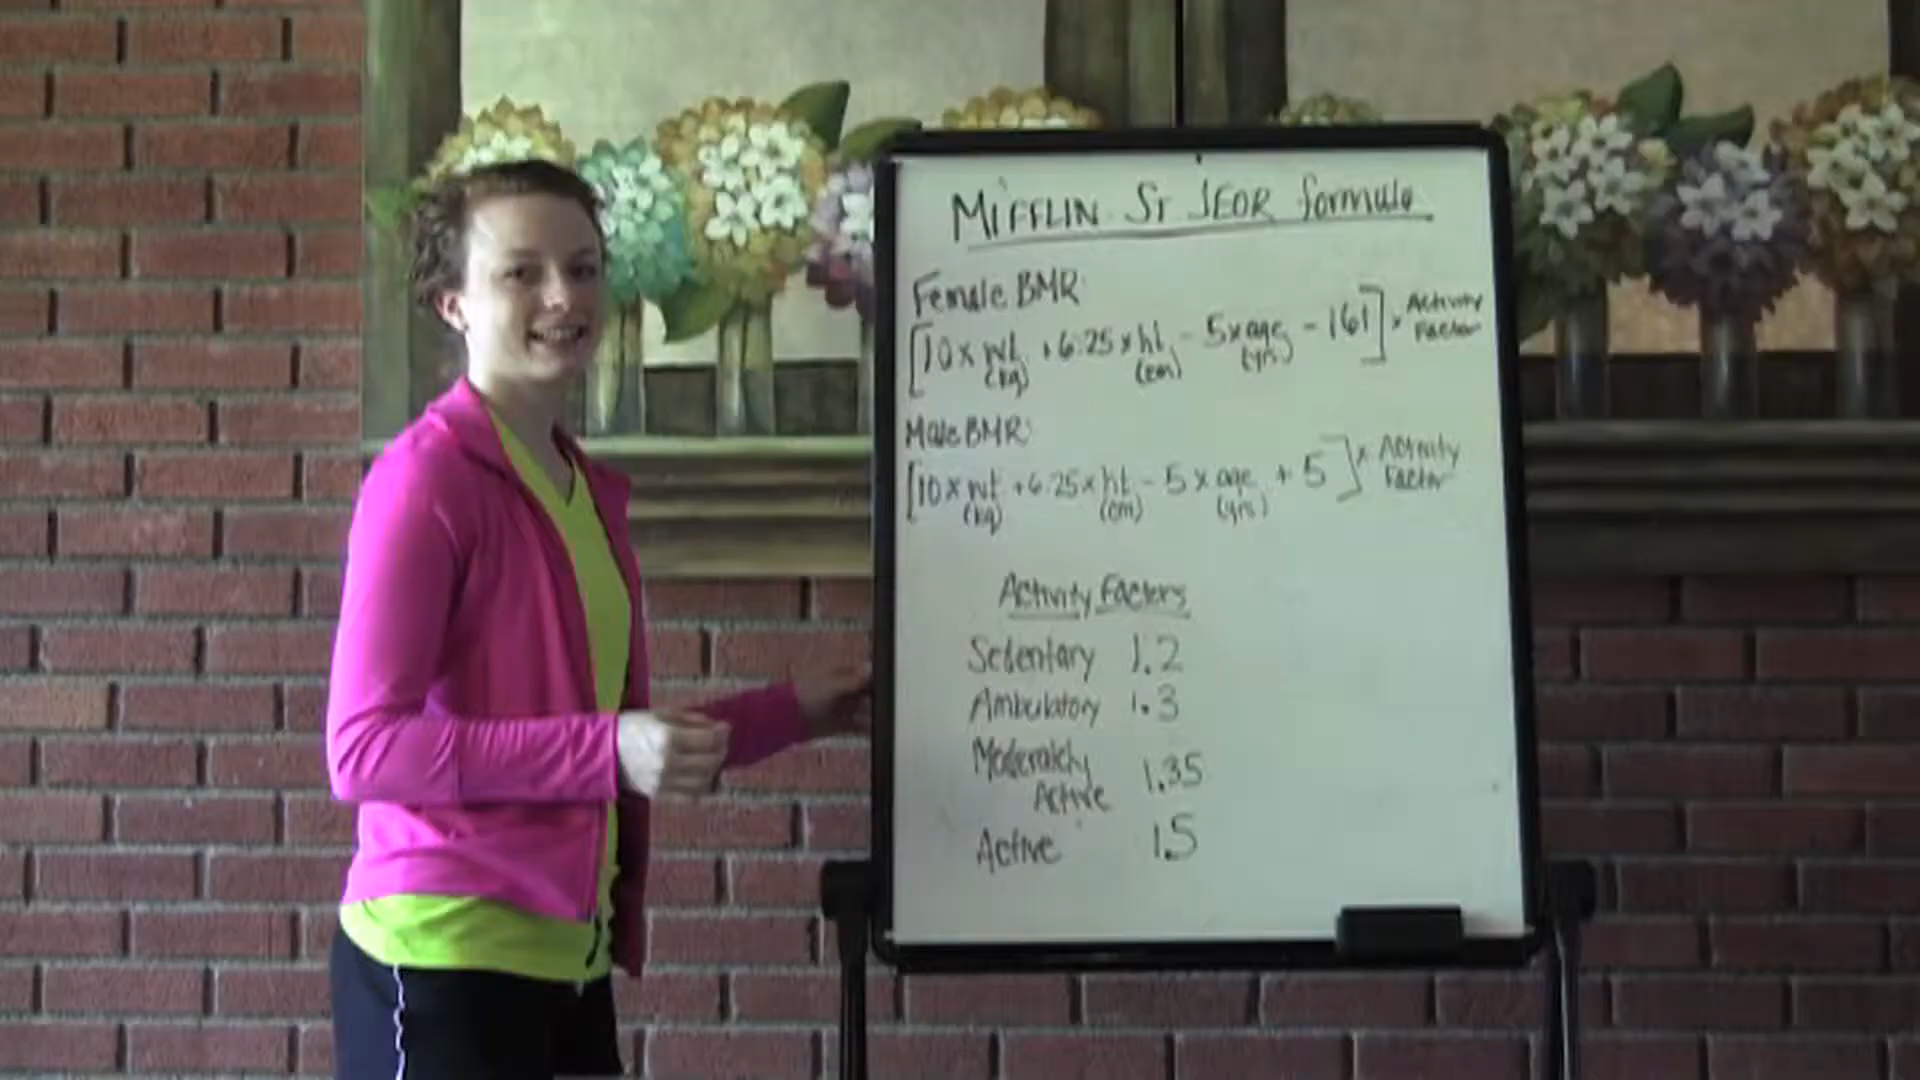 MIFFLIN ST JEOR formula
Female BMR
[10 x wt + 6.25 x ht - 5 x age - 161] x Activity Factor
(kg) (cm) (yrs)
Male BMR:
[10 x wt + 6.25 x ht - 5 x age + 5] x Activity Factor
(kg) (cm) (yrs)
Activity Factors
Sedentary 1.2
Ambulatory 1.3
Moderately
Active 1.35
Active 1.5